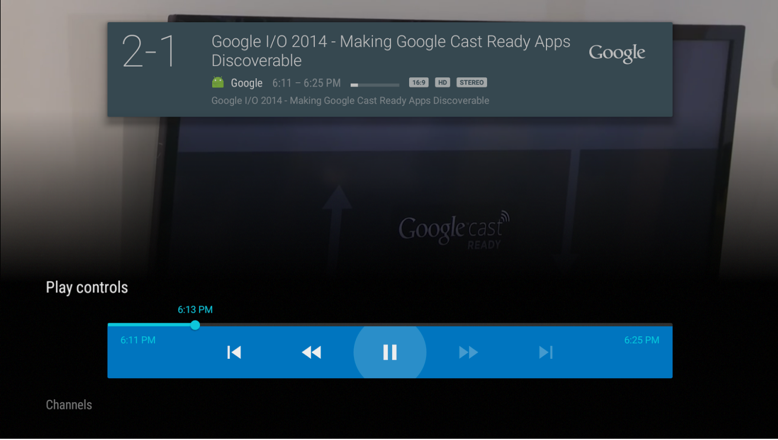 2-1
Google I/O 2014 - Making Google Cast Ready Apps
Discoverable
Google
Google 6:11 – 6:25 PM 16:9 HD STEREO
Google I/O 2014 - Making Google Cast Ready Apps Discoverable
Google cast
READY
Play controls
6:13 PM
6:11 PM
6:25 PM
Channels